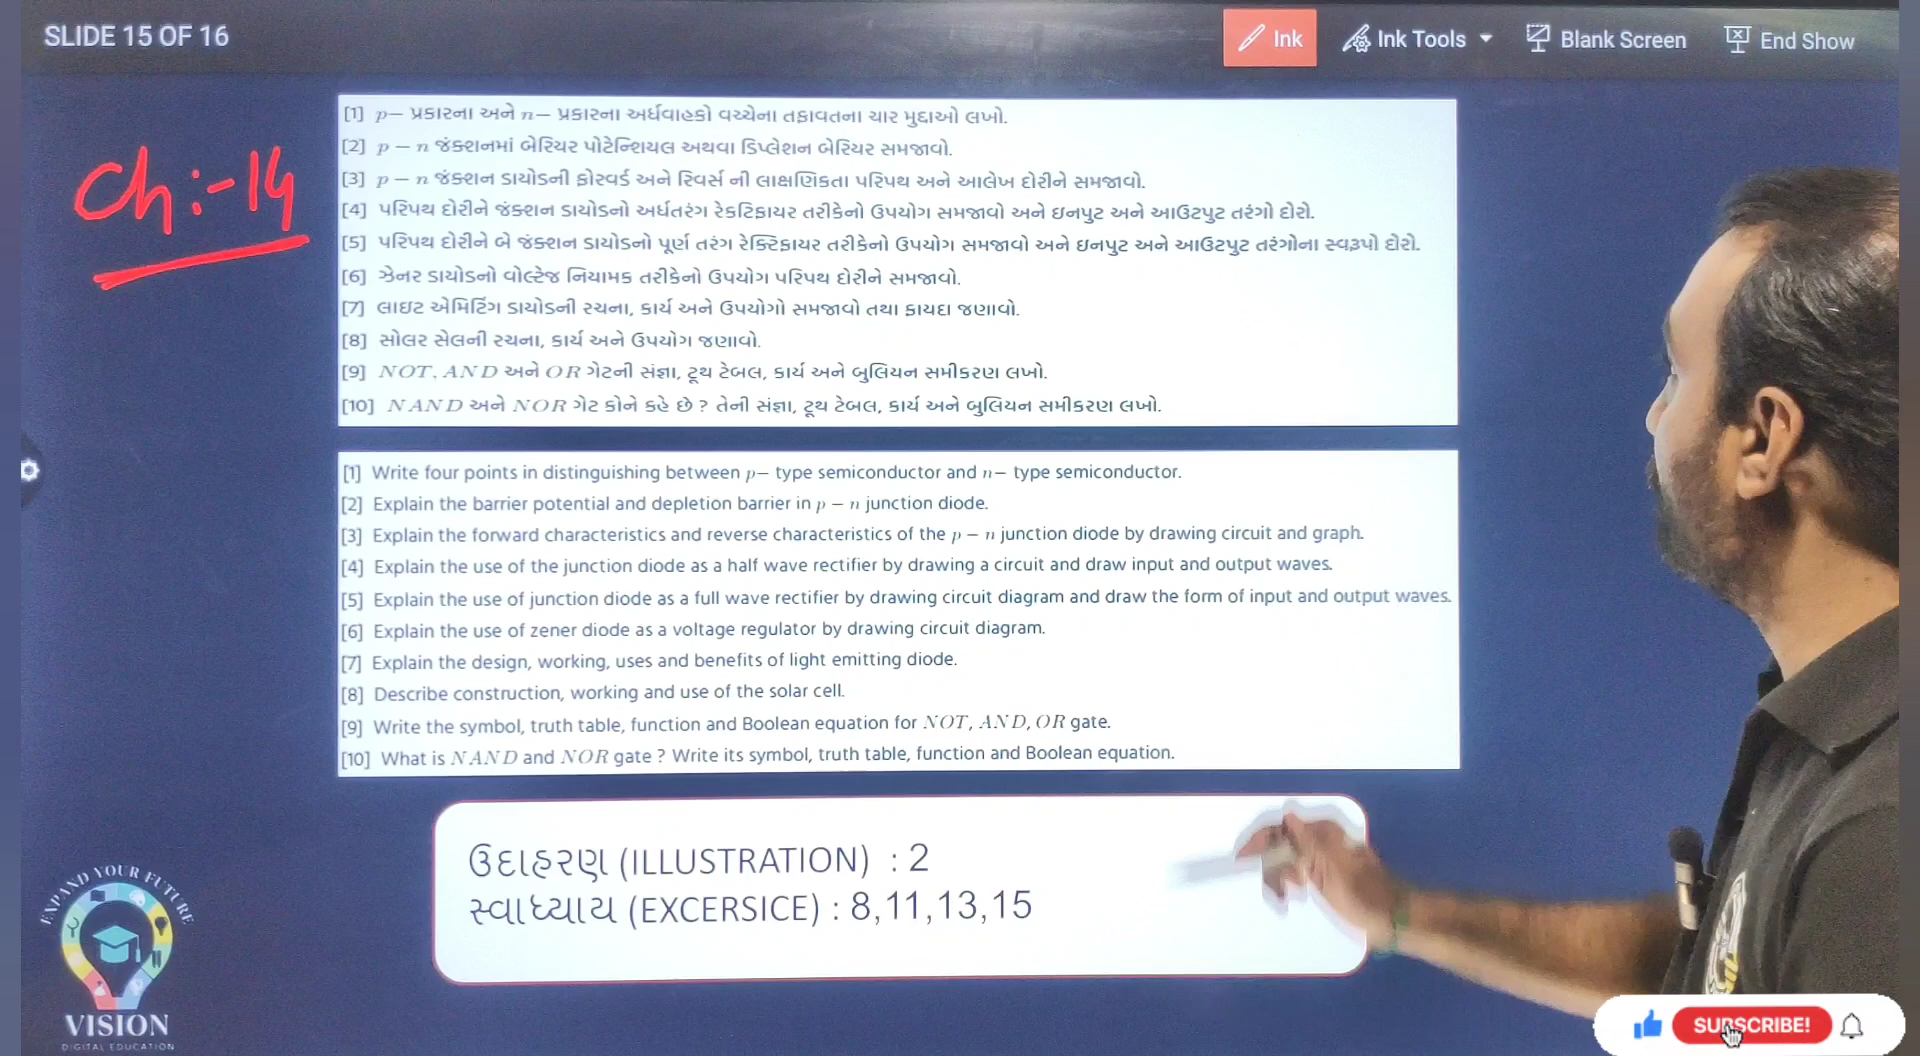 SLIDE 15 OF 16
Ink
Ink Tools
Blank Screen
End Show
Ch:-14
[1] p− પ્રકારના અને n− પ્રકારના અર્ધવાહકો વચ્ચેના તફાવતના ચાર મુદ્દાઓ લખો.
[2] p − n જંક્શનમાં બેરિયર પોટેન્શિયલ અથવા ડિપ્લેશન બેરિયર સમજાવો.
[3] p − n જંક્શન ડાયોડની ફોરવર્ડ અને રિવર્સ ની લાક્ષણિકતા પરિપથ અને આલેખ દોરીને સમજાવો.
[4] પરિપથ દોરીને જંક્શન ડાયોડનો અર્ધતરંગ રેકટિફાયર તરીકેનો ઉપયોગ સમજાવો અને ઇનપુટ અને આઉટપુટ તરંગો દોરો.
[5] પરિપથ દોરીને બે જંક્શન ડાયોડનો પૂર્ણ તરંગ રેક્ટિફાયર તરીકેનો ઉપયોગ સમજાવો અને ઇનપુટ અને આઉટપુટ તરંગોના સ્વરૂપો દોરો.
[6] ઝેનર ડાયોડનો વોલ્ટેજ નિયામક તરીકેનો ઉપયોગ પરિપથ દોરીને સમજાવો.
[7] લાઇટ એમિટિંગ ડાયોડની રચના, કાર્ય અને ઉપયોગો સમજાવો તથા ફાયદા જણાવો.
[8] સોલર સેલની રચના, કાર્ય અને ઉપયોગ જણાવો.
[9] NOT, AND અને OR ગેટની સંજ્ઞા, ટ્રૂથ ટેબલ, કાર્ય અને બુલિયન સમીકરણ લખો.
[10] NAND અને NOR ગેટ કોને કહે છે ? તેની સંજ્ઞા, ટ્રૂથ ટેબલ, કાર્ય અને બુલિયન સમીકરણ લખો.
[1] Write four points in distinguishing between p− type semiconductor and n− type semiconductor.
[2] Explain the barrier potential and depletion barrier in p − n junction diode.
[3] Explain the forward characteristics and reverse characteristics of the p − n junction diode by drawing circuit and graph.
[4] Explain the use of the junction diode as a half wave rectifier by drawing a circuit and draw input and output waves.
[5] Explain the use of junction diode as a full wave rectifier by drawing circuit diagram and draw the form of input and output waves.
[6] Explain the use of zener diode as a voltage regulator by drawing circuit diagram.
[7] Explain the design, working, uses and benefits of light emitting diode.
[8] Describe construction, working and use of the solar cell.
[9] Write the symbol, truth table, function and Boolean equation for NOT, AND, OR gate.
[10] What is NAND and NOR gate ? Write its symbol, truth table, function and Boolean equation.
ઉદાહરણ (ILLUSTRATION) : 2
સ્વાધ્યાય (EXCERSICE) : 8,11,13,15
EXPAND YOUR FUTURE
VISION
DIGITAL EDUCATION
SUBSCRIBE!